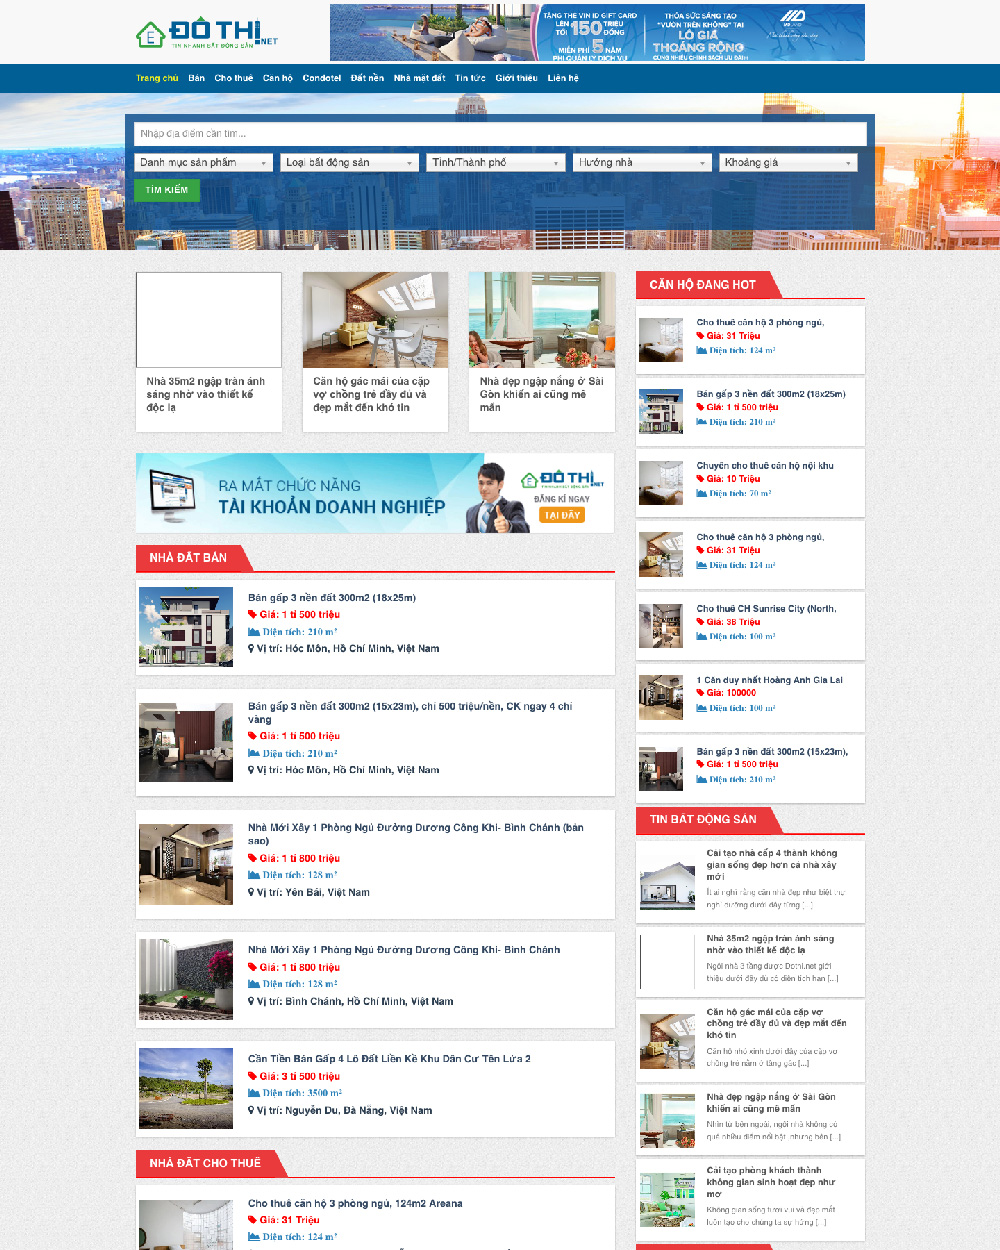 ĐÔ THỊ.NET
TIN NHANH BẤT ĐỘNG SẢN
TẶNG THẺ VIN ID GIFT CARD
LÊN TỚI 150 TRIỆU ĐỒNG
MIỄN PHÍ 5 NĂM
PHÍ QUẢN LÝ DỊCH VỤ
THỎA SỨC SÁNG TẠO
"VƯỜN TRÊN KHÔNG" TẠI
LÔ GIÁ
THOÁNG RỘNG
CÙNG NHIỀU CHÍNH SÁCH ƯU ĐÃI
Trang chủ Bán Cho thuê Căn hộ Condotel Đất nền Nhà mặt đất Tin tức Giới thiệu Liên hệ
Nhập địa điểm cần tìm...
Danh mục sản phẩm Loại bất động sản Tỉnh/Thành phố Hướng nhà Khoảng giá
TÌM KIẾM
Nhà 35m2 ngập tràn ánh
sáng nhờ vào thiết kế
độc lạ
Căn hộ gác mái của cặp
vợ chồng trẻ đầy đủ và
đẹp mắt đến khó tin
Nhà đẹp ngập nắng ở Sài
Gòn khiến ai cũng mê
mẩn
RA MẮT CHỨC NĂNG
TÀI KHOẢN DOANH NGHIỆP
ĐÔ THỊ.NET
ĐĂNG KÍ NGAY
TẠI ĐÂY
NHÀ ĐẤT BÁN
Bán gấp 3 nền đất 300m2 (18x25m)
Giá: 1 tỉ 500 triệu
Diện tích: 210 m²
Vị trí: Hóc Môn, Hồ Chí Minh, Việt Nam
Bán gấp 3 nền đất 300m2 (15x23m), chỉ 500 triệu/nền, CK ngay 4 chỉ
vàng
Giá: 1 tỉ 500 triệu
Diện tích: 210 m²
Vị trí: Hóc Môn, Hồ Chí Minh, Việt Nam
Nhà Mới Xây 1 Phòng Ngủ Đường Dương Công Khi- Bình Chánh (bản
sao)
Giá: 1 tỉ 800 triệu
Diện tích: 128 m²
Vị trí: Yên Bái, Việt Nam
Nhà Mới Xây 1 Phòng Ngủ Đường Dương Công Khi- Bình Chánh
Giá: 1 tỉ 800 triệu
Diện tích: 128 m²
Vị trí: Bình Chánh, Hồ Chí Minh, Việt Nam
Cần Tiền Bán Gấp 4 Lô Đất Liền Kề Khu Dân Cư Tên Lửa 2
Giá: 3 tỉ 500 triệu
Diện tích: 3500 m²
Vị trí: Nguyễn Du, Đà Nẵng, Việt Nam
NHÀ ĐẤT CHO THUÊ
Cho thuê căn hộ 3 phòng ngủ, 124m2 Areana
Giá: 31 Triệu
Diện tích: 124 m²
CĂN HỘ ĐANG HOT
Cho thuê căn hộ 3 phòng ngủ,
Giá: 31 Triệu
Diện tích: 124 m²
Bán gấp 3 nền đất 300m2 (18x25m)
Giá: 1 tỉ 500 triệu
Diện tích: 210 m²
Chuyên cho thuê căn hộ nội khu
Giá: 10 Triệu
Diện tích: 70 m²
Cho thuê căn hộ 3 phòng ngủ,
Giá: 31 Triệu
Diện tích: 124 m²
Cho thuê CH Sunrise City (North,
Giá: 38 Triệu
Diện tích: 100 m²
1 Căn duy nhất Hoàng Anh Gia Lai
Giá: 100000
Diện tích: 100 m²
Bán gấp 3 nền đất 300m2 (15x23m),
Giá: 1 tỉ 500 triệu
Diện tích: 210 m²
TIN BẤT ĐỘNG SẢN
Cải tạo nhà cấp 4 thành không
gian sống đẹp hơn cả nhà xây
mới
Ít ai nghĩ rằng căn nhà đẹp như biệt thự
nghỉ dưỡng dưới đây từng [...]
Nhà 35m2 ngập tràn ánh sáng
nhờ vào thiết kế độc lạ
Ngôi nhà 3 tầng được Dothi.net giới
thiệu dưới đây dù có diện tích hạn [...]
Căn hộ gác mái của cặp vợ
chồng trẻ đầy đủ và đẹp mắt đến
khó tin
Căn hộ nhỏ xinh dưới đây của cặp vợ
chồng trẻ nằm ở tầng gác [...]
Nhà đẹp ngập nắng ở Sài Gòn
khiến ai cũng mê mẩn
Nhìn từ bên ngoài, ngôi nhà không có
quá nhiều điểm nổi bật, nhưng bên [...]
Cải tạo phòng khách thành
không gian sinh hoạt đẹp như
mơ
Không gian sống tươi vui và đẹp mắt
luôn tạo cho chúng ta sự hứng [...]